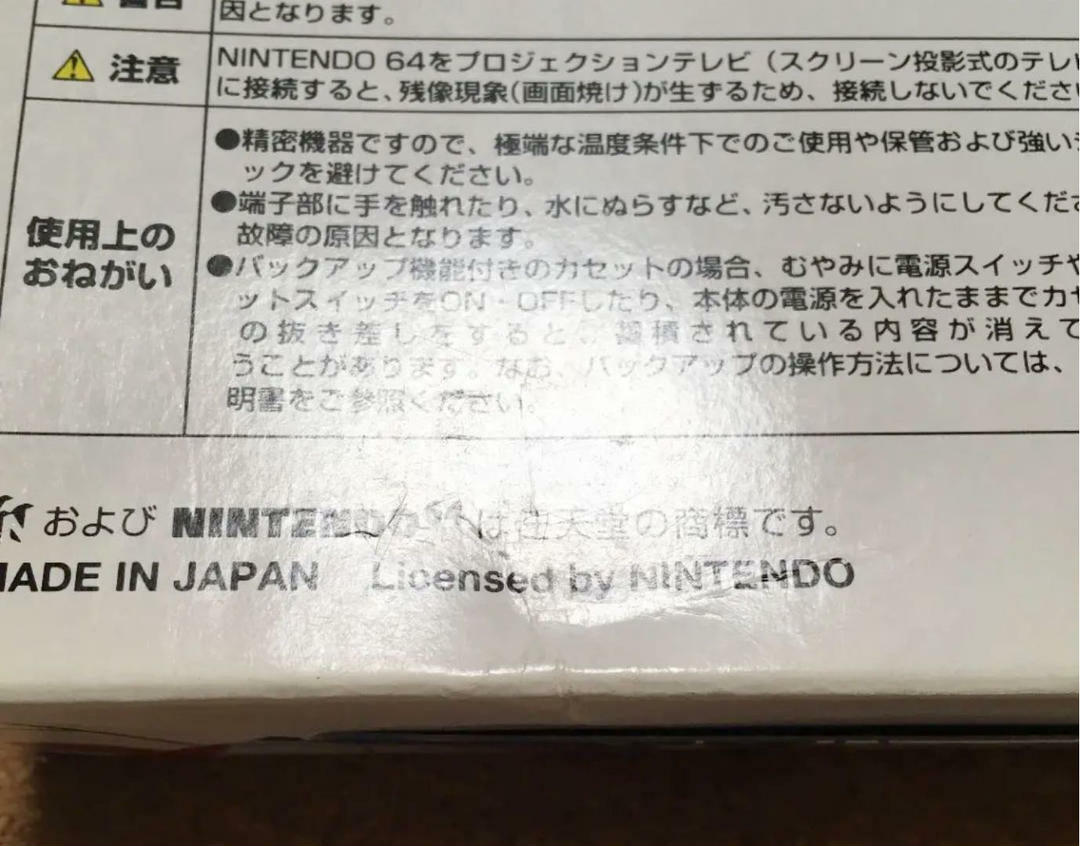 警告
因となります。
注意
NINTENDO 64をプロジェクションテレビ（スクリーン投影式のテレビ
に接続すると、残像現象(画面焼け)が生ずるため、接続しないでくださ
使用上の
おねがい
●精密機器ですので、極端な温度条件下でのご使用や保管および強い
ックを避けてください。
●端子部に手を触れたり、水にぬらすなど、汚さないようにしてくださ
故障の原因となります。
●バックアップ機能付きのカセットの場合、むやみに電源スイッチや
ットスイッチをON・OFFしたり、本体の電源を入れたままでカセ
の抜き差しをすると、蓄積されている内容が消えて
うことがあります。なお、バックアップの操作方法については、
明書をご参照ください。
および NINTENDO 64 は任天堂の商標です。
MADE IN JAPAN Licensed by NINTENDO